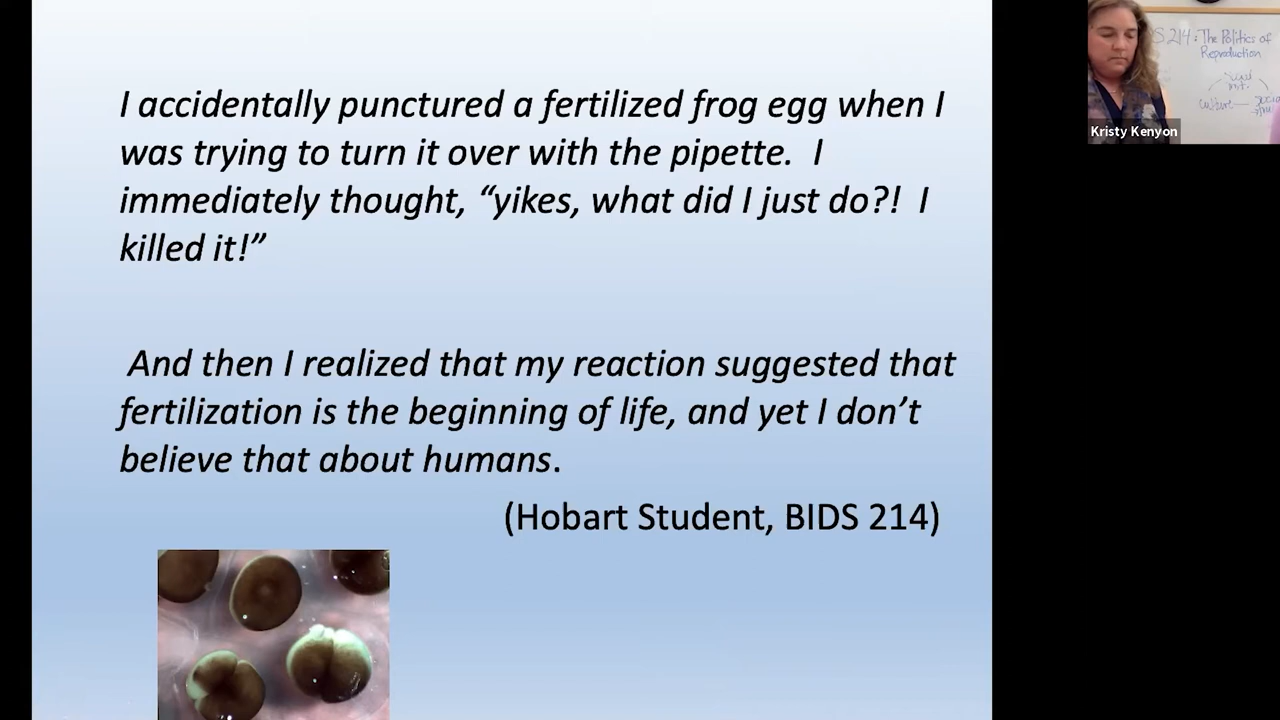 I accidentally punctured a fertilized frog egg when I
was trying to turn it over with the pipette.  I
immediately thought, “yikes, what did I just do?!  I
killed it!”
And then I realized that my reaction suggested that
fertilization is the beginning of life, and yet I don’t
believe that about humans.
(Hobart Student, BIDS 214)
S 214: The Politics of
Reproduction
culture
Kristy Kenyon